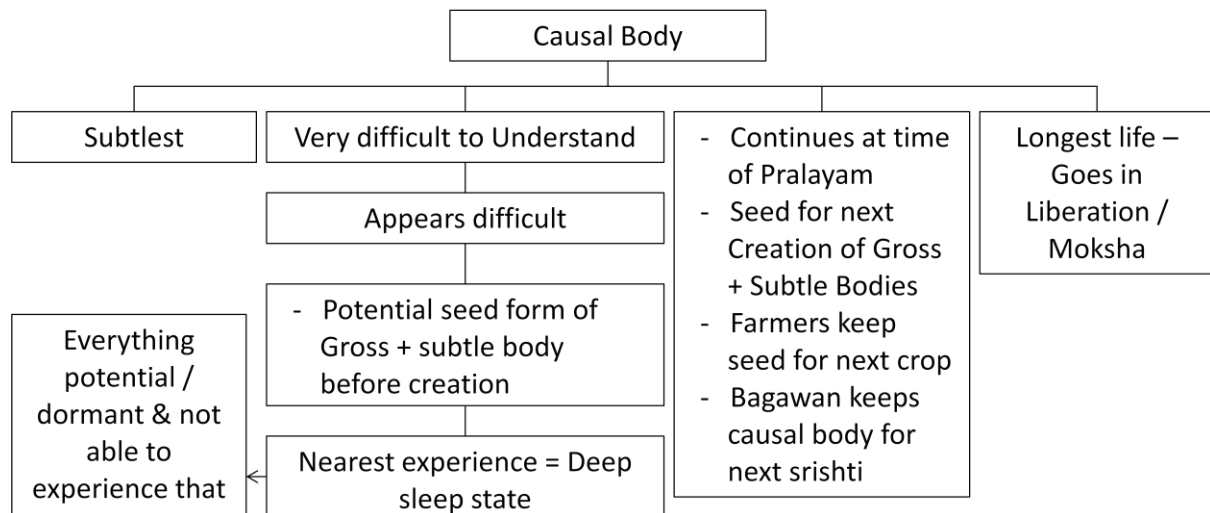 Causal Body
Subtlest
Very difficult to Understand
Appears difficult
- Potential seed form of
Gross + subtle body
before creation
Nearest experience = Deep
sleep state
Everything
potential /
dormant & not
able to
experience that
- Continues at time
of Pralayam
- Seed for next
Creation of Gross
+ Subtle Bodies
- Farmers keep
seed for next crop
- Bagawan keeps
causal body for
next srishti
Longest life –
Goes in
Liberation /
Moksha